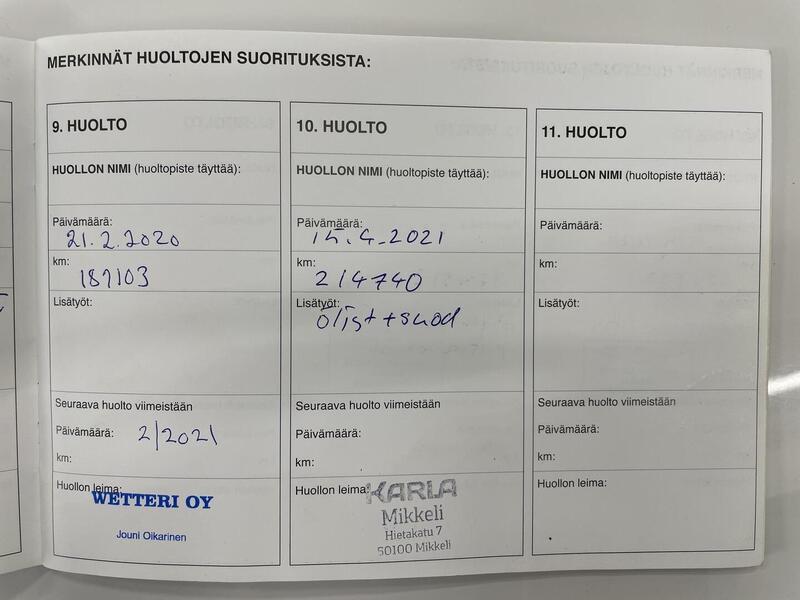 MERKINNÄT HUOLTOJEN SUORITUKSISTA:
9. HUOLTO
HUOLLON NIMI (huoltopiste täyttää):
Päivämäärä:
21.2.2020
km:
187103
Lisätyöt:
Seuraava huolto viimeistään
Päivämäärä: 2/2021
km:
Huollon leima:
WETTERI OY
Jouni Oikarinen
10. HUOLTO
HUOLLON NIMI (huoltopiste täyttää):
Päivämäärä:
15.4.2021
km:
214740
Lisätyöt:
öljyt+suod
Seuraava huolto viimeistään
Päivämäärä:
km:
Huollon leima:
KARLA
Mikkeli
Hietakatu 7
50100 Mikkeli
11. HUOLTO
HUOLLON NIMI (huoltopiste täyttää):
Päivämäärä:
km:
Lisätyöt:
Seuraava huolto viimeistään
Päivämäärä:
km:
Huollon leima: